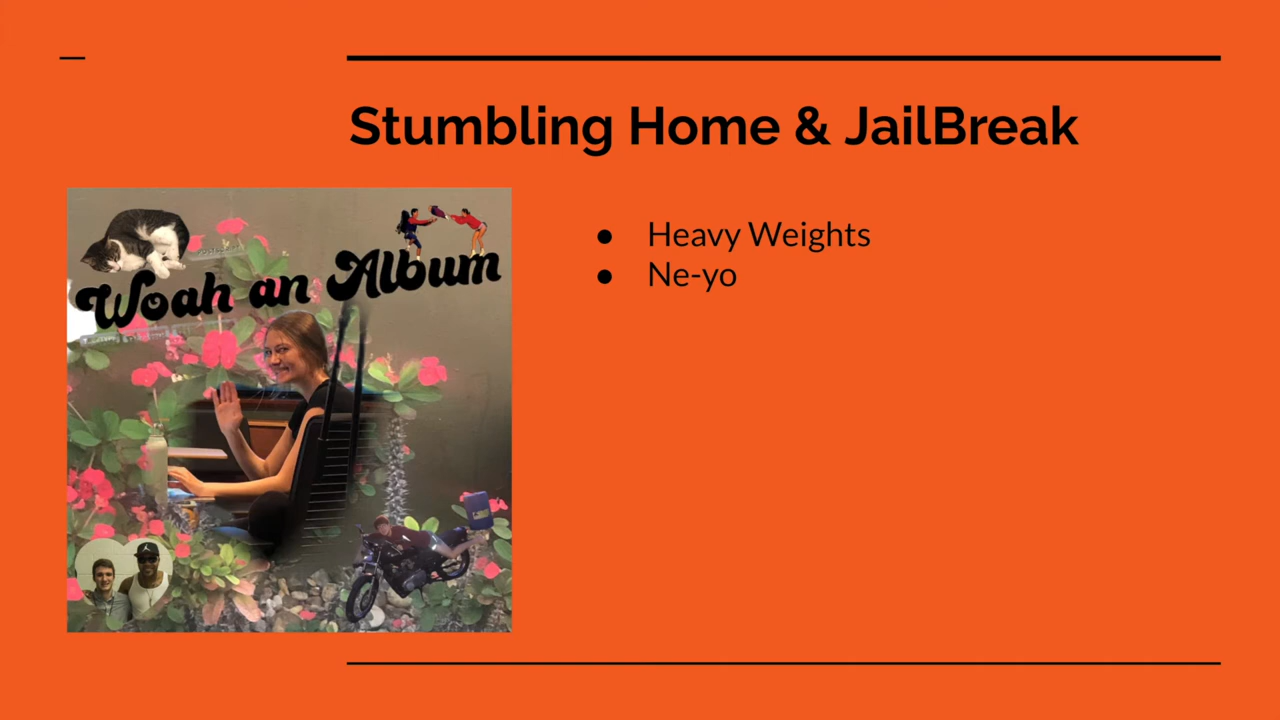 Stumbling Home & JailBreak
Woah an Album
● Heavy Weights
● Ne-yo